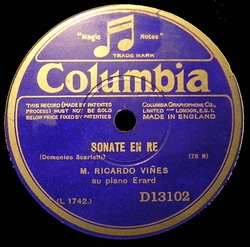 "Magic Notes"
TRADE MARK
Columbia
THIS RECORD (MADE BY PATENTED
PROCESS) MUST NOT BE SOLD
BELOW PRICE FIXED BY PATENTEES
COLUMBIA GRAPHOPHONE CO.,
LIMITED LONDON, E.C.1.
MADE IN ENGLAND
SONATE EN RE
(Domenico Scarlatti) (78 R)
M. RICARDO VIÑES
au piano Erard
(L 1742.) D13102